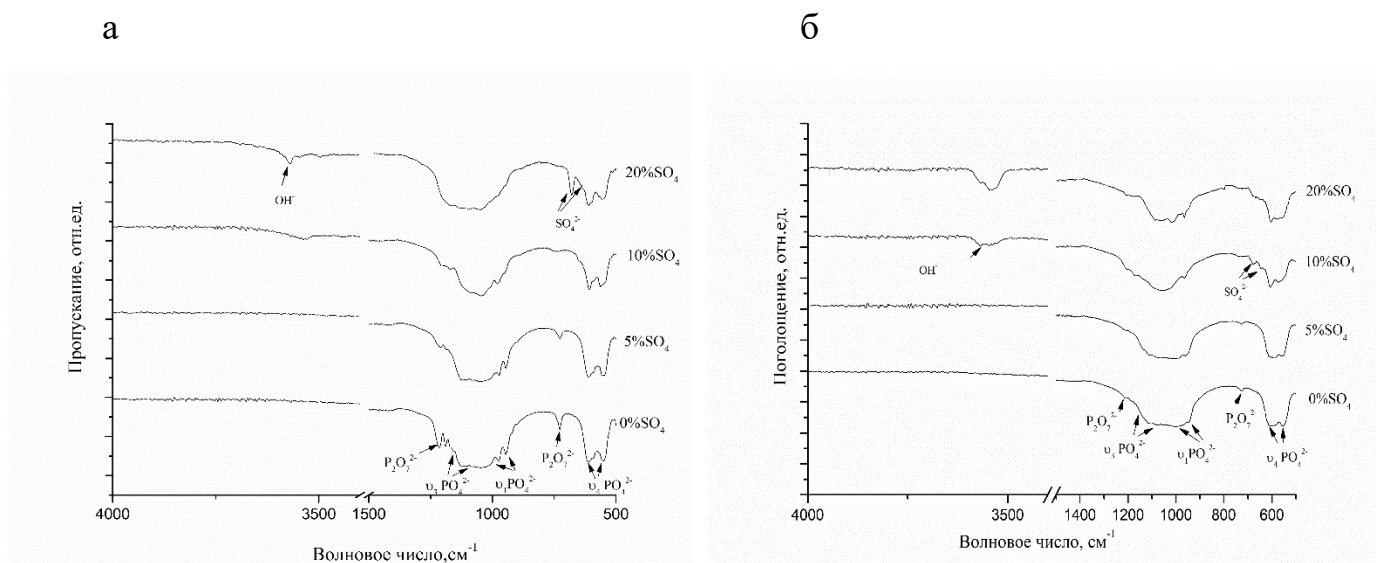 а
Пропускание, отн.ед.
20%SO₄
OH⁻
SO₄²⁻
10%SO₄
5%SO₄
0%SO₄
P₂O₇²⁻
υ₃ PO₄²⁻
υ₁PO₄²⁻
P₂O₇²⁻
υ₄ PO₄²⁻
4000 3500 1500 1000 500
Волновое число,см⁻¹
б
Поголощение, отн.ед.
20%SO₄
10%SO₄
OH⁻
SO₄²⁻
5%SO₄
0%SO₄
P₂O₇²⁻
υ₃ PO₄²⁻
υ₁PO₄²⁻
P₂O₇²⁻
υ₄ PO₄²⁻
4000 3500 1400 1200 1000 800 600
Волновое число, см⁻¹